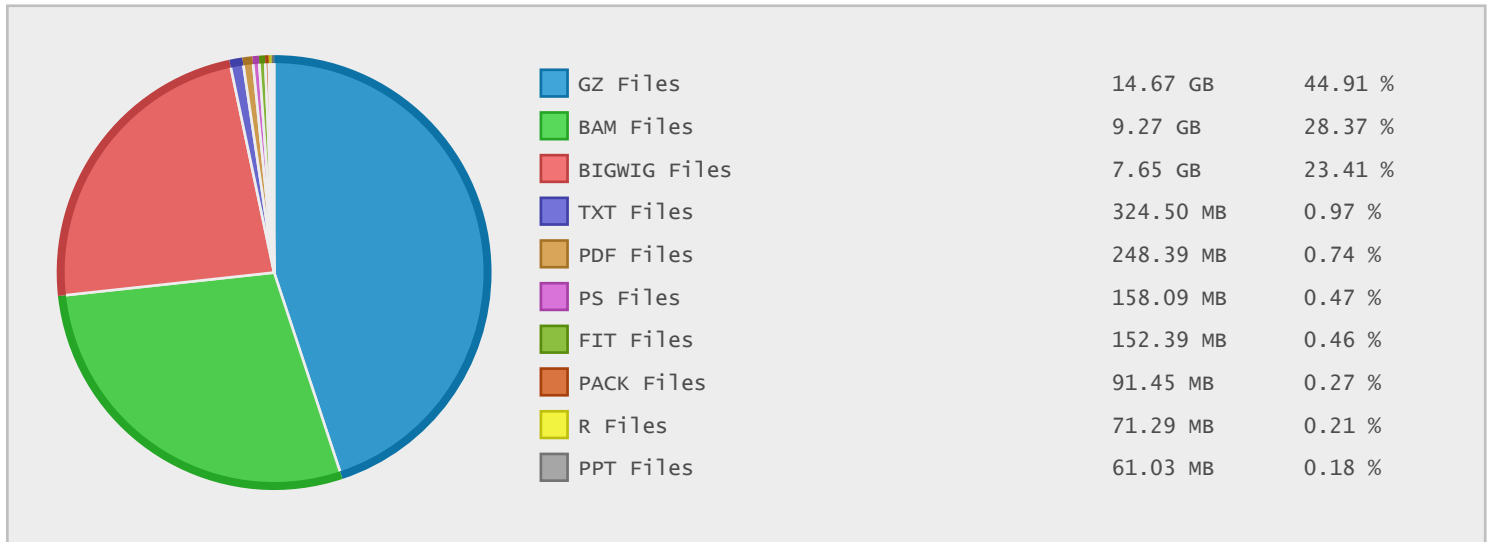 GZ Files 14.67 GB 44.91 %
BAM Files 9.27 GB 28.37 %
BIGWIG Files 7.65 GB 23.41 %
TXT Files 324.50 MB 0.97 %
PDF Files 248.39 MB 0.74 %
PS Files 158.09 MB 0.47 %
FIT Files 152.39 MB 0.46 %
PACK Files 91.45 MB 0.27 %
R Files 71.29 MB 0.21 %
PPT Files 61.03 MB 0.18 %